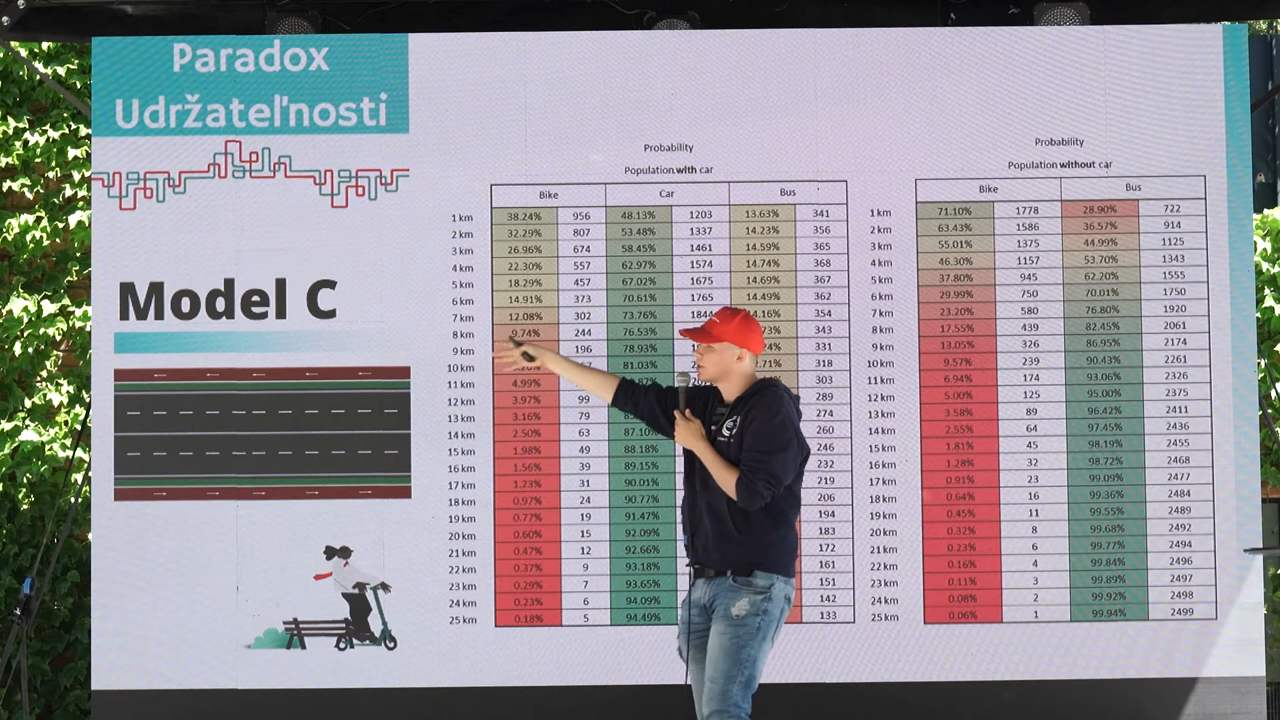 Paradox
Udržateľnosti
Model C
Probability
Population with car
Bike Car Bus
1 km 38.24% 956 48.13% 1203 13.63% 341
2 km 32.29% 807 53.48% 1337 14.23% 356
3 km 26.96% 674 58.45% 1461 14.59% 365
4 km 22.30% 557 62.97% 1574 14.74% 368
5 km 18.29% 457 67.02% 1675 14.69% 367
6 km 14.91% 373 70.61% 1765 14.49% 362
7 km 12.08% 302 73.76% 1844 14.16% 354
8 km 9.74% 244 76.53% 343
9 km 196 78.93% 331
10 km 81.03% 318
11 km 4.99% 303
12 km 3.97% 99 289
13 km 3.16% 79 274
14 km 2.50% 63 87.10% 260
15 km 1.98% 49 88.18% 246
16 km 1.56% 39 89.15% 232
17 km 1.23% 31 90.01% 219
18 km 0.97% 24 90.77% 206
19 km 0.77% 19 91.47% 194
20 km 0.60% 15 92.09% 183
21 km 0.47% 12 92.66% 172
22 km 0.37% 9 93.18% 161
23 km 0.29% 7 93.65% 151
24 km 0.23% 6 94.09% 142
25 km 0.18% 5 94.49% 133
Probability
Population without car
Bike Bus
1 km 71.10% 1778 28.90% 722
2 km 63.43% 1586 36.57% 914
3 km 55.01% 1375 44.99% 1125
4 km 46.30% 1157 53.70% 1343
5 km 37.80% 945 62.20% 1555
6 km 29.99% 750 70.01% 1750
7 km 23.20% 580 76.80% 1920
8 km 17.55% 439 82.45% 2061
9 km 13.05% 326 86.95% 2174
10 km 9.57% 239 90.43% 2261
11 km 6.94% 174 93.06% 2326
12 km 5.00% 125 95.00% 2375
13 km 3.58% 89 96.42% 2411
14 km 2.55% 64 97.45% 2436
15 km 1.81% 45 98.19% 2455
16 km 1.28% 32 98.72% 2468
17 km 0.91% 23 99.09% 2477
18 km 0.64% 16 99.36% 2484
19 km 0.45% 11 99.55% 2489
20 km 0.32% 8 99.68% 2492
21 km 0.23% 6 99.77% 2494
22 km 0.16% 4 99.84% 2496
23 km 0.11% 3 99.89% 2497
24 km 0.08% 2 99.92% 2498
25 km 0.06% 1 99.94% 2499